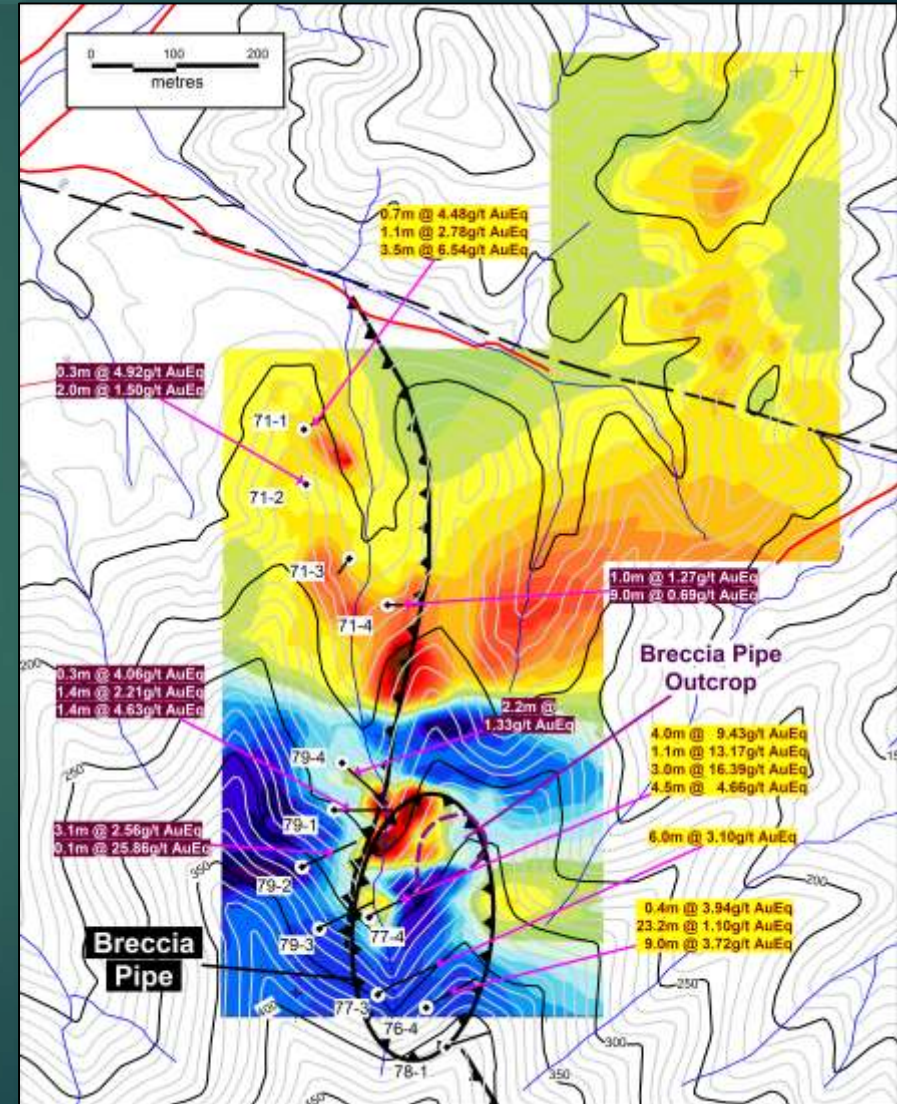 0 100 200
metres
0.7m @ 4.48g/t AuEq
1.1m @ 2.78g/t AuEq
3.5m @ 6.54g/t AuEq
0.3m @ 4.92g/t AuEq
2.0m @ 1.50g/t AuEq
71-1
71-2
71-3
71-4
1.0m @ 1.27g/t AuEq
9.0m @ 0.69g/t AuEq
Breccia Pipe
Outcrop
200
0.3m @ 4.06g/t AuEq
1.4m @ 2.21g/t AuEq
1.4m @ 4.63g/t AuEq
2.2m @
1.33g/t AuEq
4.0m @ 9.43g/t AuEq
1.1m @ 13.17g/t AuEq
3.0m @ 16.39g/t AuEq
4.5m @ 4.66g/t AuEq
250
79-4
79-1
3.1m @ 2.56g/t AuEq
0.1m @ 25.86g/t AuEq
6.0m @ 3.10g/t AuEq
350
79-2
200
0.4m @ 3.94g/t AuEq
23.2m @ 1.10g/t AuEq
9.0m @ 3.72g/t AuEq
79-3
77-4
Breccia
Pipe
250
400
77-3
76-4
300
78-1
350